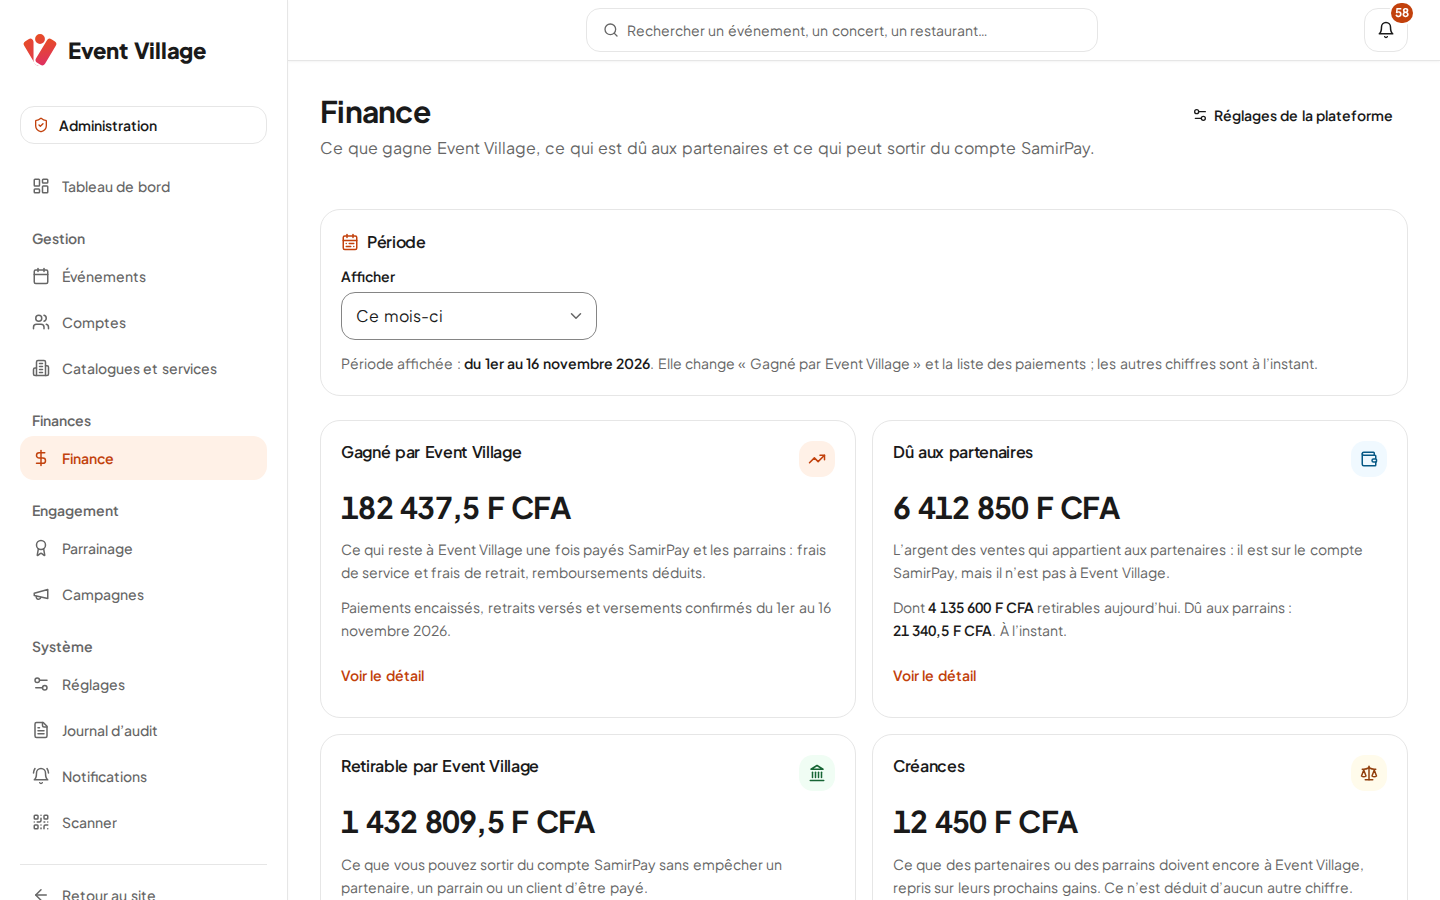 Event Village
Rechercher un événement, un concert, un restaurant…
58
Administration
Tableau de bord
Gestion
Événements
Comptes
Catalogues et services
Finances
Finance
Engagement
Parrainage
Campagnes
Système
Réglages
Journal d'audit
Notifications
Scanner
Retour au site
Finance
Réglages de la plateforme
Ce que gagne Event Village, ce qui est dû aux partenaires et ce qui peut sortir du compte SamirPay.
Période
Afficher
Ce mois-ci
Période affichée : du 1er au 16 novembre 2026. Elle change « Gagné par Event Village » et la liste des paiements ; les autres chiffres sont à l'instant.
Gagné par Event Village
182 437,5 F CFA
Ce qui reste à Event Village une fois payés SamirPay et les parrains : frais
de service et frais de retrait, remboursements déduits.
Paiements encaissés, retraits versés et versements confirmés du 1er au 16
novembre 2026.
Voir le détail
Dû aux partenaires
6 412 850 F CFA
L'argent des ventes qui appartient aux partenaires : il est sur le compte
SamirPay, mais il n'est pas à Event Village.
Dont 4 135 600 F CFA retirables aujourd'hui. Dû aux parrains :
21 340,5 F CFA. À l'instant.
Voir le détail
Retirable par Event Village
1 432 809,5 F CFA
Ce que vous pouvez sortir du compte SamirPay sans empêcher un
partenaire, un parrain ou un client d'être payé.
Créances
12 450 F CFA
Ce que des partenaires ou des parrains doivent encore à Event Village,
repris sur leurs prochains gains. Ce n'est déduit d'aucun autre chiffre.